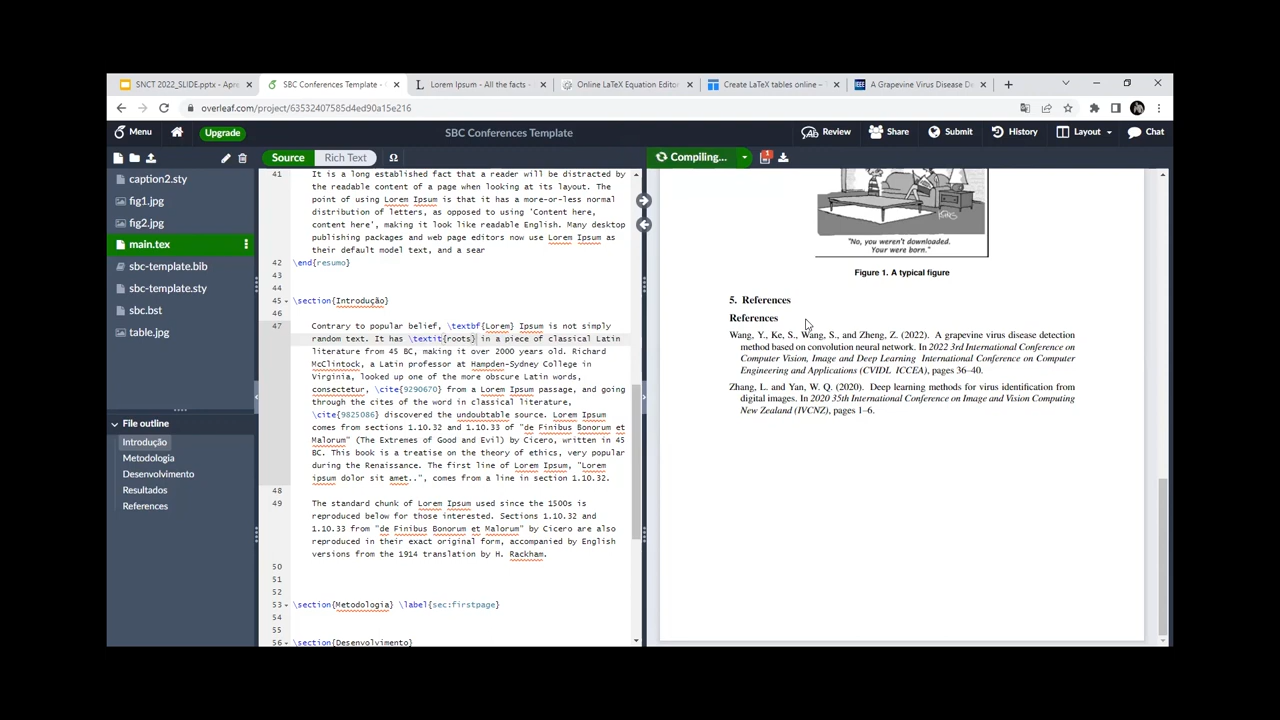 SNCT 2022_SLIDE.pptx - Apre
SBC Conferences Template -
Lorem Ipsum - All the facts -
Online LaTeX Equation Editor
Create LaTeX tables online –
A Grapevine Virus Disease De
overleaf.com/project/63532407585d4ed90a15e216
Menu
Upgrade
SBC Conferences Template
Review
Share
Submit
History
Layout
Chat
Source
Rich Text
Ω
Compiling...
1
caption2.sty
fig1.jpg
fig2.jpg
main.tex
sbc-template.bib
sbc-template.sty
sbc.bst
table.jpg
File outline
Introdução
Metodologia
Desenvolvimento
Resultados
References
41 It is a long established fact that a reader will be distracted by
the readable content of a page when looking at its layout. The
point of using Lorem Ipsum is that it has a more-or-less normal
distribution of letters, as opposed to using 'Content here,
content here', making it look like readable English. Many desktop
publishing packages and web page editors now use Lorem Ipsum as
their default model text, and a sear
42 \end{resumo}
43
44
45 \section{Introdução}
46
47 Contrary to popular belief, \textbf{Lorem} Ipsum is not simply
random text. It has \textit{roots} in a piece of classical Latin
literature from 45 BC, making it over 2000 years old. Richard
McClintock, a Latin professor at Hampden-Sydney College in
Virginia, looked up one of the more obscure Latin words,
consectetur, \cite{9290670} from a Lorem Ipsum passage, and going
through the cites of the word in classical literature,
\cite{9825086} discovered the undoubtable source. Lorem Ipsum
comes from sections 1.10.32 and 1.10.33 of "de Finibus Bonorum et
Malorum" (The Extremes of Good and Evil) by Cicero, written in 45
BC. This book is a treatise on the theory of ethics, very popular
during the Renaissance. The first line of Lorem Ipsum, "Lorem
ipsum dolor sit amet..", comes from a line in section 1.10.32.
48
49 The standard chunk of Lorem Ipsum used since the 1500s is
reproduced below for those interested. Sections 1.10.32 and
1.10.33 from "de Finibus Bonorum et Malorum" by Cicero are also
reproduced in their exact original form, accompanied by English
versions from the 1914 translation by H. Rackham.
50
51
52
53 \section{Metodologia} \label{sec:firstpage}
54
55
56 \section{Desenvolvimento}
"No, you weren't downloaded.
Your were born."
Figure 1. A typical figure
5. References
References
Wang, Y., Ke, S., Wang, S., and Zheng, Z. (2022). A grapevine virus disease detection
method based on convolution neural network. In 2022 3rd International Conference on
Computer Vision, Image and Deep Learning International Conference on Computer
Engineering and Applications (CVIDL ICCEA), pages 36–40.
Zhang, L. and Yan, W. Q. (2020). Deep learning methods for virus identification from
digital images. In 2020 35th International Conference on Image and Vision Computing
New Zealand (IVCNZ), pages 1–6.